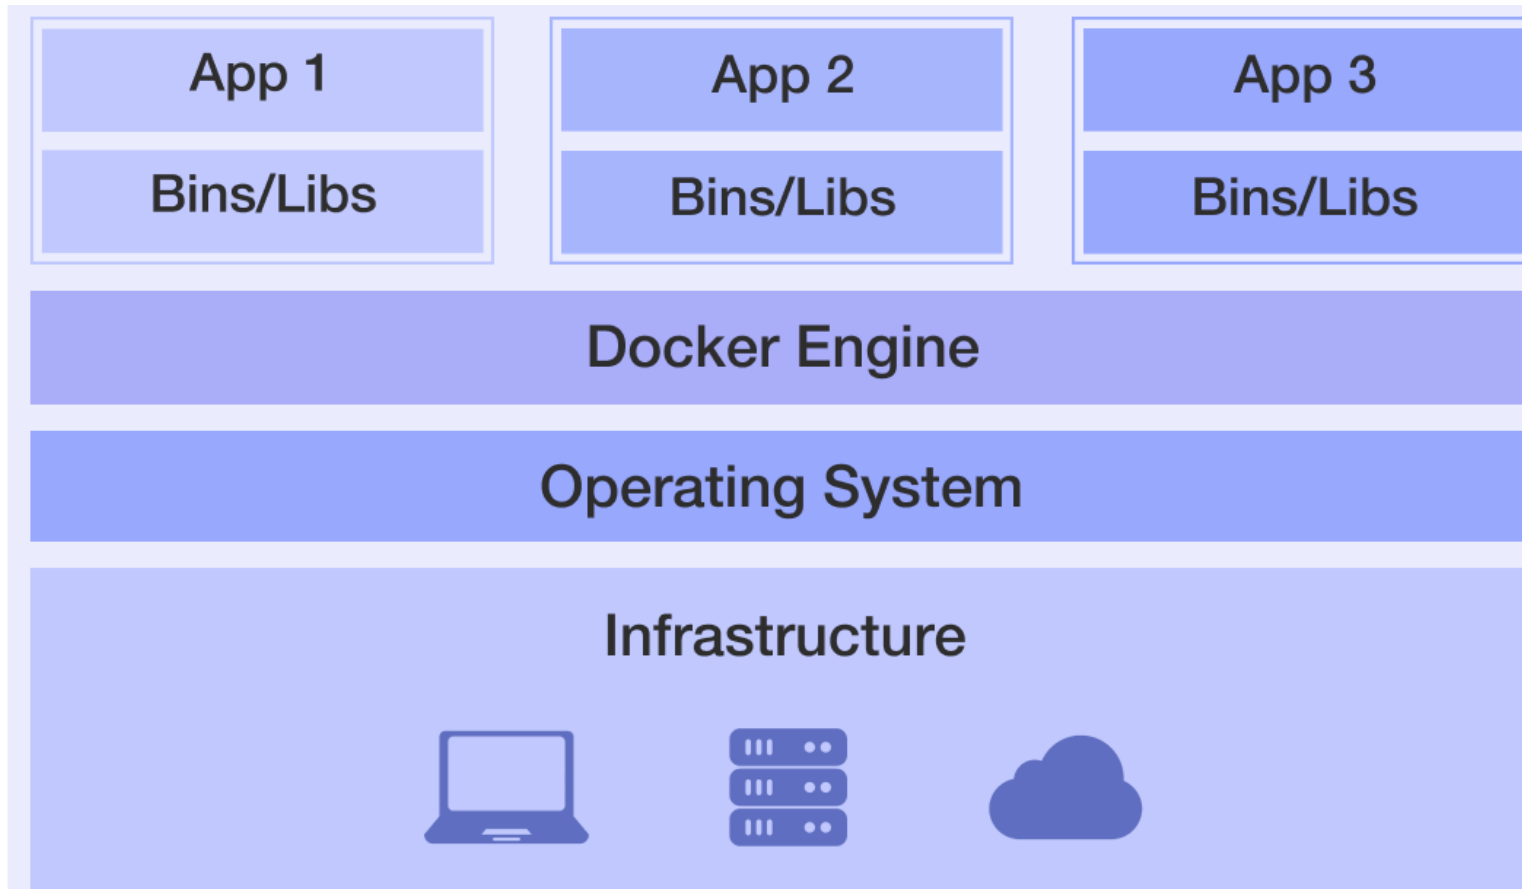 App 1
App 2
App 3
Bins/Libs
Bins/Libs
Bins/Libs
Docker Engine
Operating System
Infrastructure